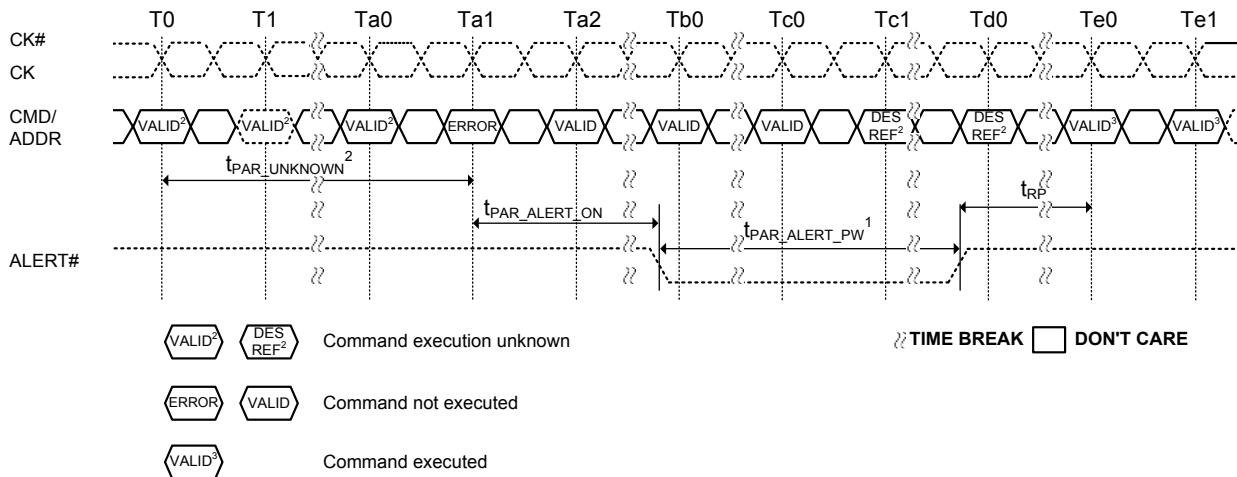 T0 T1 Ta0 Ta1 Ta2 Tb0 Tc0 Tc1 Td0 Te0 Te1
CK#
CK
CMD/
ADDR
VALID² VALID² VALID² ERROR VALID VALID VALID DES REF² DES REF² VALID³ VALID³
tPAR_UNKNOWN²
tRP
tPAR_ALERT_ON
tPAR_ALERT_PW¹
ALERT#
VALID² DES REF² Command execution unknown
TIME BREAK DON'T CARE
ERROR VALID Command not executed
VALID³ Command executed